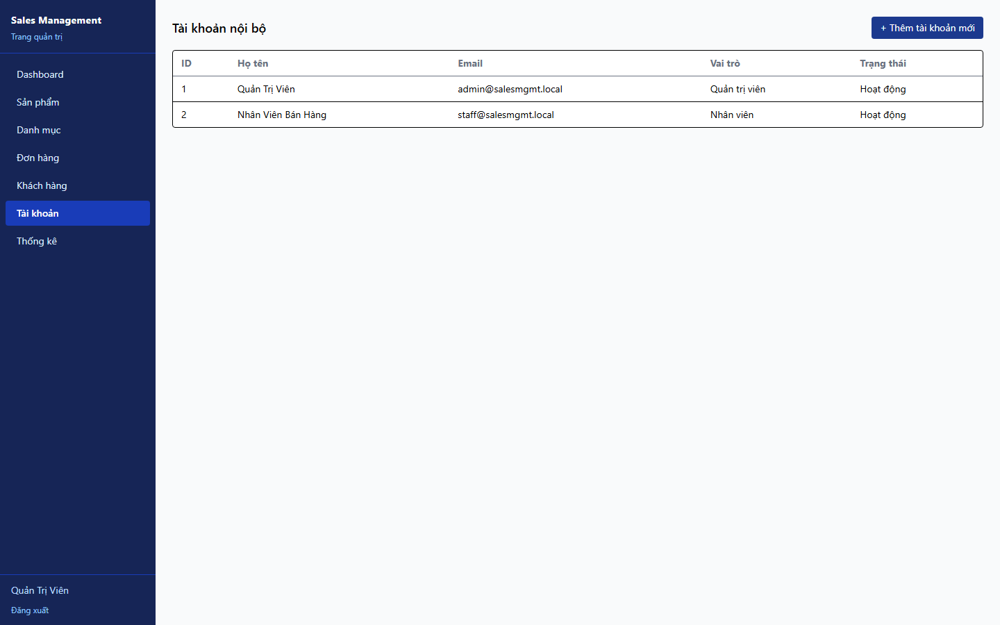 Sales Management
Trang quản trị
Dashboard
Sản phẩm
Danh mục
Đơn hàng
Khách hàng
Tài khoản
Thống kê
Quản Trị Viên
Đăng xuất
Tài khoản nội bộ
+ Thêm tài khoản mới
ID Họ tên Email Vai trò Trạng thái
1 Quản Trị Viên admin@salesmgmt.local Quản trị viên Hoạt động
2 Nhân Viên Bán Hàng staff@salesmgmt.local Nhân viên Hoạt động